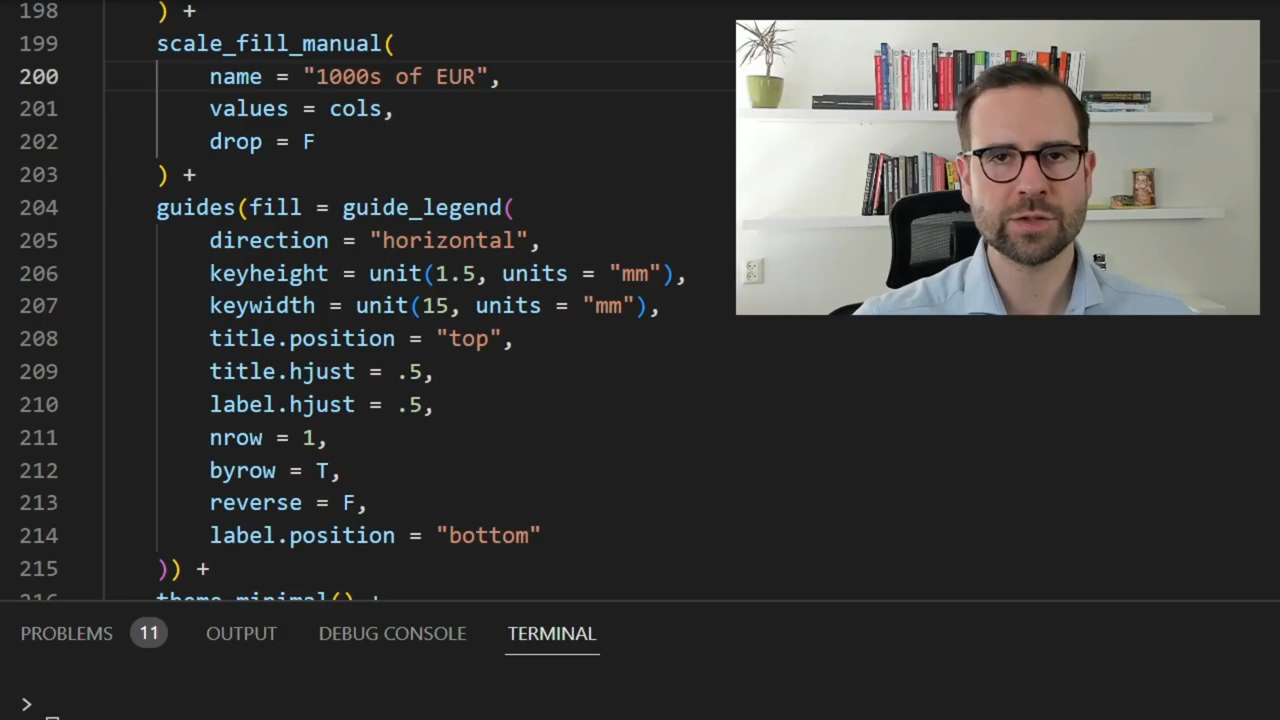 198 ) +
199 scale_fill_manual(
200 name = "1000s of EUR",
201 values = cols,
202 drop = F
203 ) +
204 guides(fill = guide_legend(
205 direction = "horizontal",
206 keyheight = unit(1.5, units = "mm"),
207 keywidth = unit(15, units = "mm"),
208 title.position = "top",
209 title.hjust = .5,
210 label.hjust = .5,
211 nrow = 1,
212 byrow = T,
213 reverse = F,
214 label.position = "bottom"
215 )) +
216 theme_minimal() +
PROBLEMS 11 OUTPUT DEBUG CONSOLE TERMINAL
>